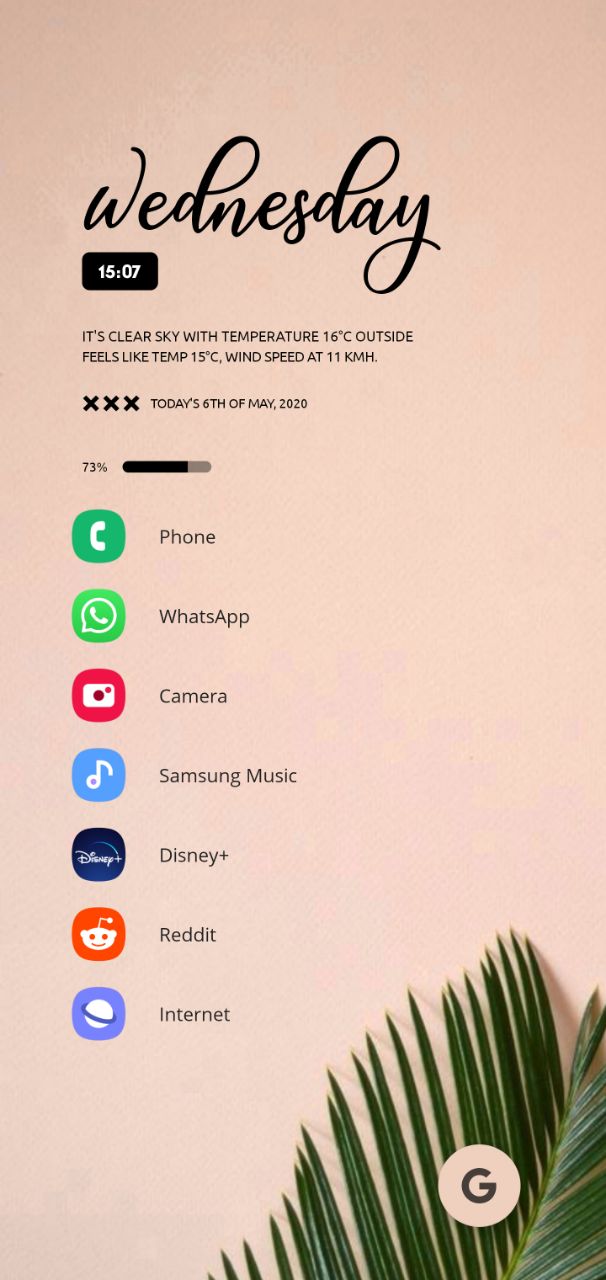 Wednesday
15:07
IT'S CLEAR SKY WITH TEMPERATURE 16°C OUTSIDE
FEELS LIKE TEMP 15°C, WIND SPEED AT 11 KMH.
TODAY'S 6TH OF MAY, 2020
73%
Phone
WhatsApp
Camera
Samsung Music
Disney+ Disney+
Reddit
Internet
G